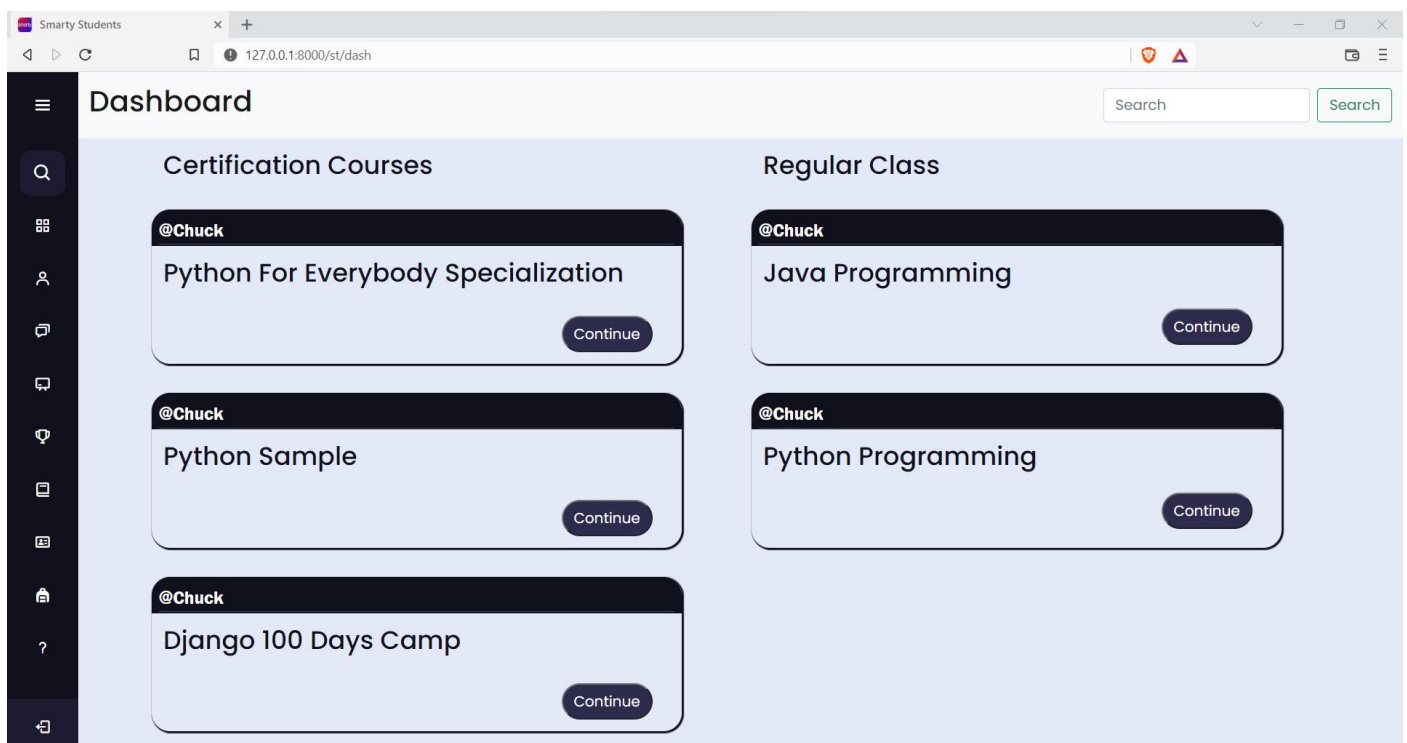 Smarty Students
127.0.0.1:8000/st/dash
Dashboard
Search
Search
Certification Courses
@Chuck
Python For Everybody Specialization
Continue
@Chuck
Python Sample
Continue
@Chuck
Django 100 Days Camp
Continue
Regular Class
@Chuck
Java Programming
Continue
@Chuck
Python Programming
Continue